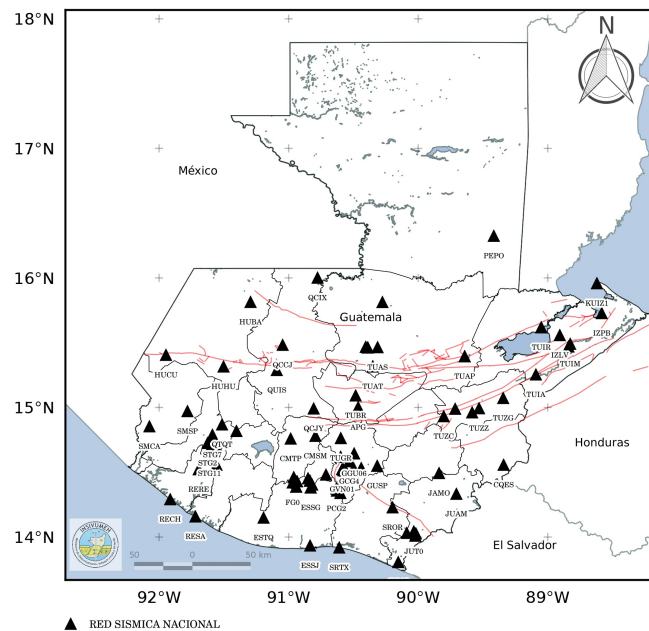 18°N
N
17°N
México
PEPO
16°N
QCIX
KUIZ1
HUBA
Guatemala
IZPB
TUIR
IZLV
QCCJ
TUAS
TUIM
HUCU
HUHU
TUAP
QUIS
TUAT
TUIA
15°N
TUBR
TUZG
SMSP
QCJY
APG
TUZZ
SMCA
QTQT
TUZC
Honduras
STG7
CMTP
CMSM
TUGR
STG2
GGU06
STG11
GCG4
GUSP
CQES
RERE
GVN01
JAMO
FG0
ESSG
PCG2
JUAM
RECH
14°N
RESA
ESTQ
SROR
El Salvador
INSIVUMEH
JUT0
50 0 50 km
ESSJ
SRTX
92°W 91°W 90°W 89°W
RED SISMICA NACIONAL